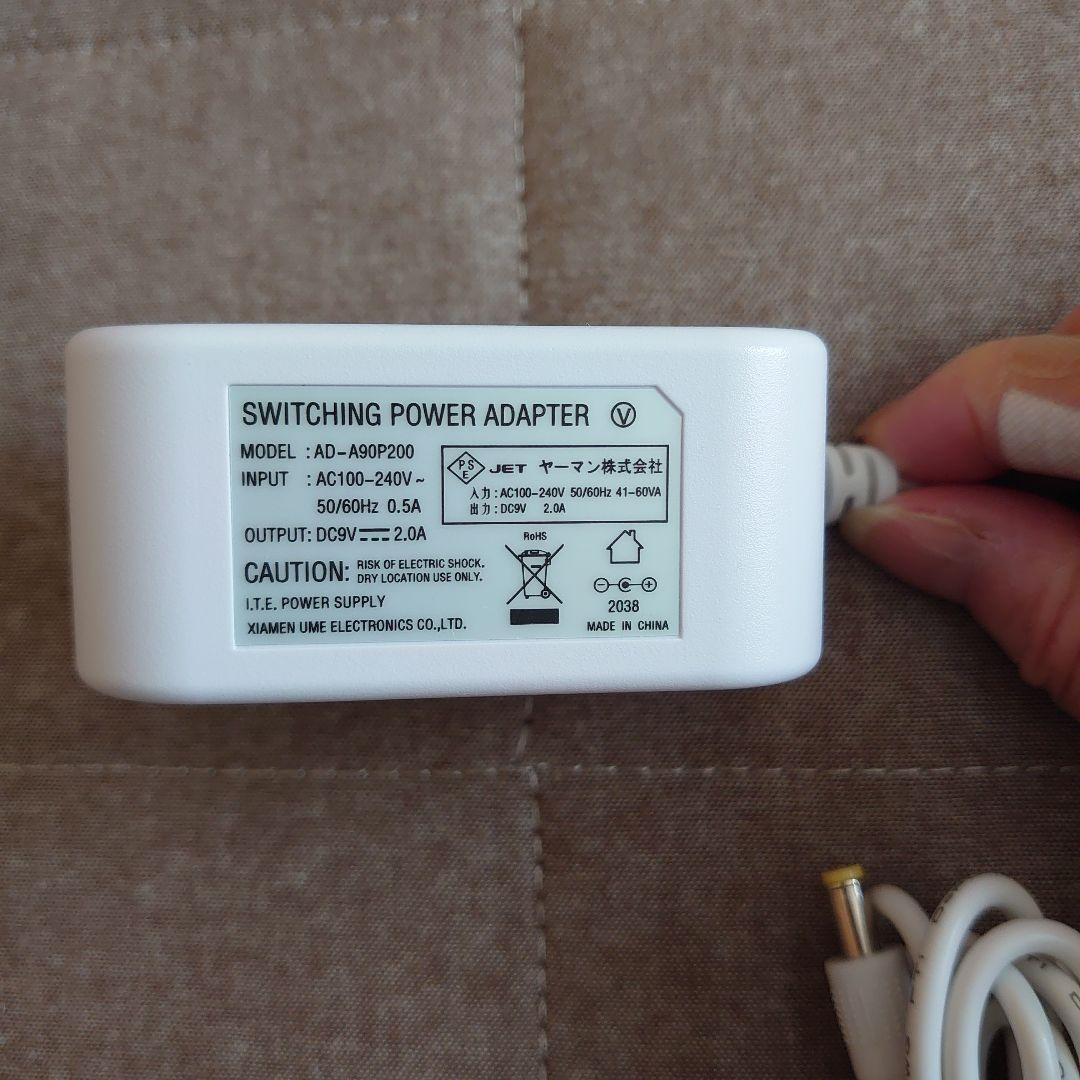 SWITCHING POWER ADAPTER Ⓥ
MODEL : AD-A90P200
INPUT : AC100-240V~
50/60Hz 0.5A
OUTPUT: DC9V⎓2.0A
PSE JET ヤーマン株式会社
入力 : AC100-240V 50/60Hz 41-60VA
出力 : DC9V 2.0A
CAUTION: RISK OF ELECTRIC SHOCK.
DRY LOCATION USE ONLY.
I.T.E. POWER SUPPLY
XIAMEN UME ELECTRONICS CO.,LTD.
RoHS
2038
MADE IN CHINA